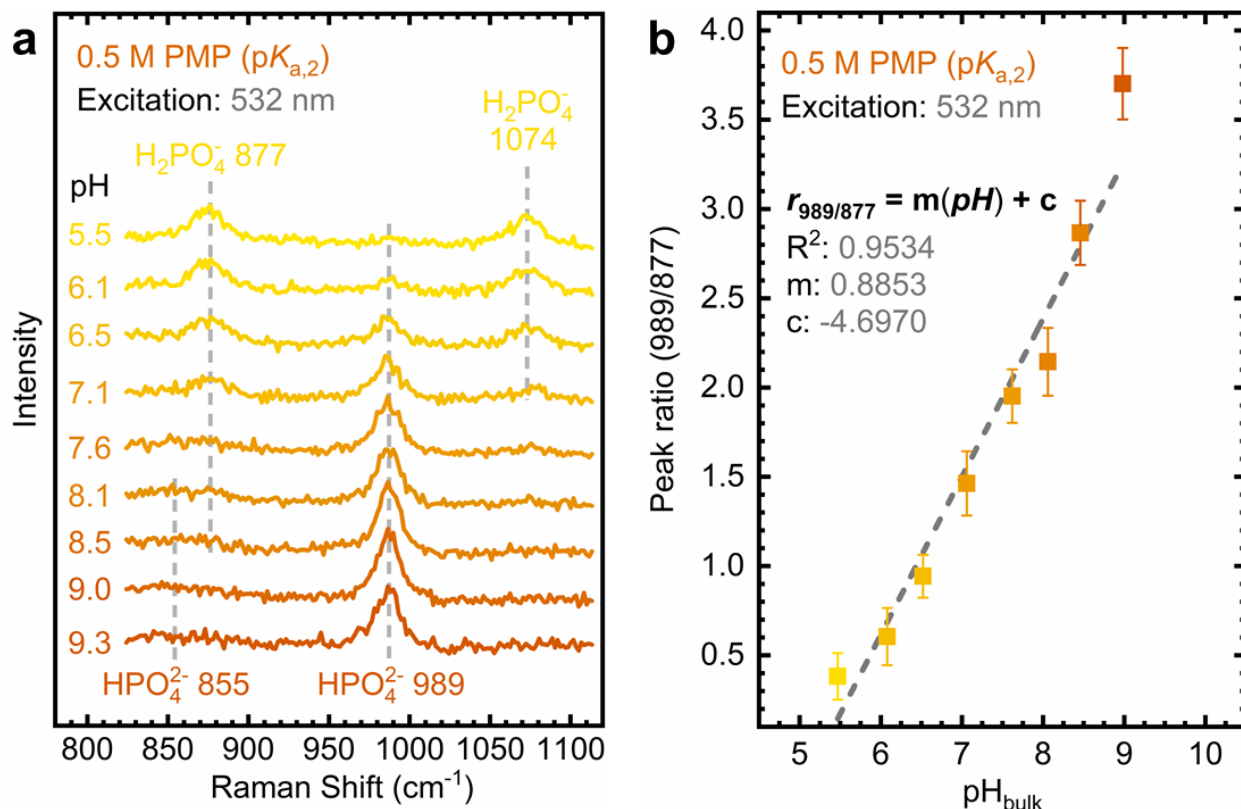 a
0.5 M PMP (pKa,2)
Excitation: 532 nm
H2PO4- 877
H2PO4-
1074
pH
5.5
6.1
6.5
7.1
7.6
8.1
8.5
9.0
9.3
HPO4 2- 855
HPO4 2- 989
Intensity
800 850 900 950 1000 1050 1100
Raman Shift (cm-1)
b
0.5 M PMP (pKa,2)
Excitation: 532 nm
r989/877 = m(pH) + c
R2: 0.9534
m: 0.8853
c: -4.6970
Peak ratio (989/877)
4.0
3.5
3.0
2.5
2.0
1.5
1.0
0.5
5 6 7 8 9 10
pHbulk